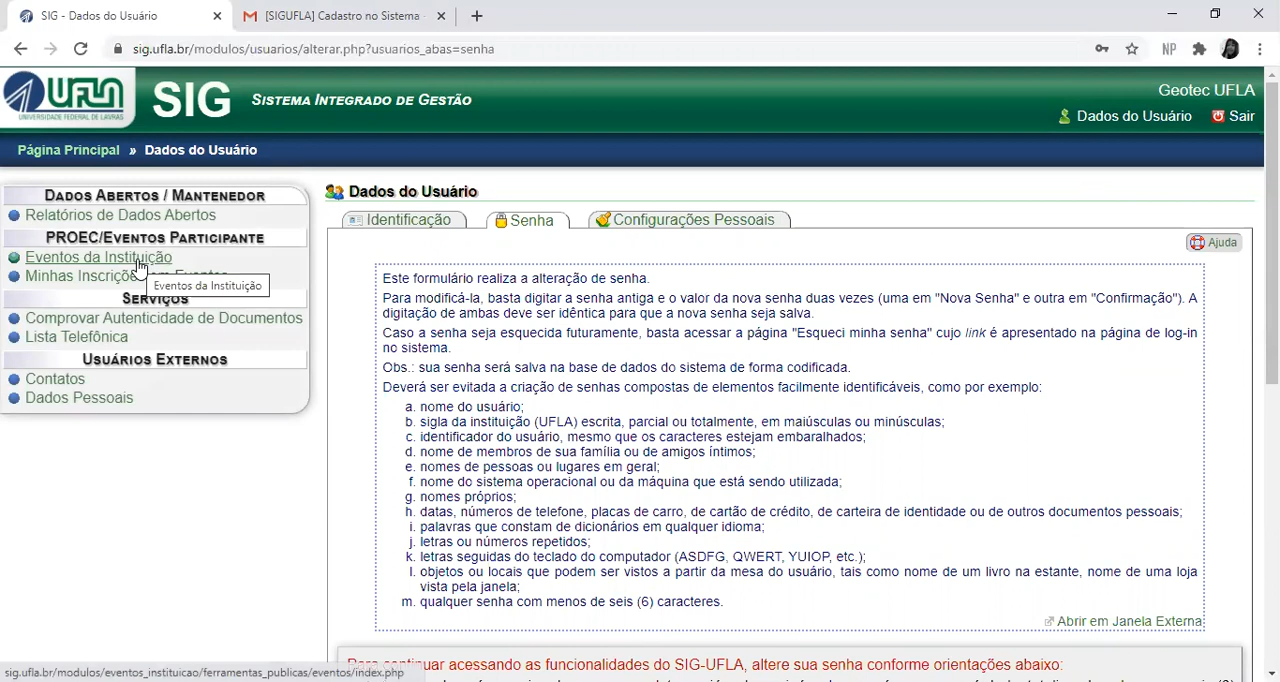 SIG - Dados do Usuário
[SIGUFLA] Cadastro no Sistema
sig.ufla.br/modulos/usuarios/alterar.php?usuarios_abas=senha
NP
UFLA
UNIVERSIDADE FEDERAL DE LAVRAS
SIG SISTEMA INTEGRADO DE GESTÃO
Geotec UFLA
Dados do Usuário Sair
Página Principal » Dados do Usuário
DADOS ABERTOS / MANTENEDOR
Relatórios de Dados Abertos
PROEC/EVENTOS PARTICIPANTE
Eventos da Instituição
Minhas Inscrições em Eventos
Eventos da Instituição
SERVIÇOS
Comprovar Autenticidade de Documentos
Lista Telefônica
USUÁRIOS EXTERNOS
Contatos
Dados Pessoais
Dados do Usuário
Identificação Senha Configurações Pessoais
Ajuda
Este formulário realiza a alteração de senha.
Para modificá-la, basta digitar a senha antiga e o valor da nova senha duas vezes (uma em "Nova Senha" e outra em "Confirmação"). A
digitação de ambas deve ser idêntica para que a nova senha seja salva.
Caso a senha seja esquecida futuramente, basta acessar a página "Esqueci minha senha" cujo link é apresentado na página de log-in
no sistema.
Obs.: sua senha será salva na base de dados do sistema de forma codificada.
Deverá ser evitada a criação de senhas compostas de elementos facilmente identificáveis, como por exemplo:
a. nome do usuário;
b. sigla da instituição (UFLA) escrita, parcial ou totalmente, em maiúsculas ou minúsculas;
c. identificador do usuário, mesmo que os caracteres estejam embaralhados;
d. nome de membros de sua família ou de amigos íntimos;
e. nomes de pessoas ou lugares em geral;
f. nome do sistema operacional ou da máquina que está sendo utilizada;
g. nomes próprios;
h. datas, números de telefone, placas de carro, de cartão de crédito, de carteira de identidade ou de outros documentos pessoais;
i. palavras que constam de dicionários em qualquer idioma;
j. letras ou números repetidos;
k. letras seguidas do teclado do computador (ASDFG, QWERT, YUIOP, etc.);
l. objetos ou locais que podem ser vistos a partir da mesa do usuário, tais como nome de um livro na estante, nome de uma loja
vista pela janela;
m. qualquer senha com menos de seis (6) caracteres.
Abrir em Janela Externa
Para continuar acessando as funcionalidades do SIG-UFLA, altere sua senha conforme orientações abaixo:
sig.ufla.br/modulos/eventos_instituicao/ferramentas_publicas/eventos/index.php